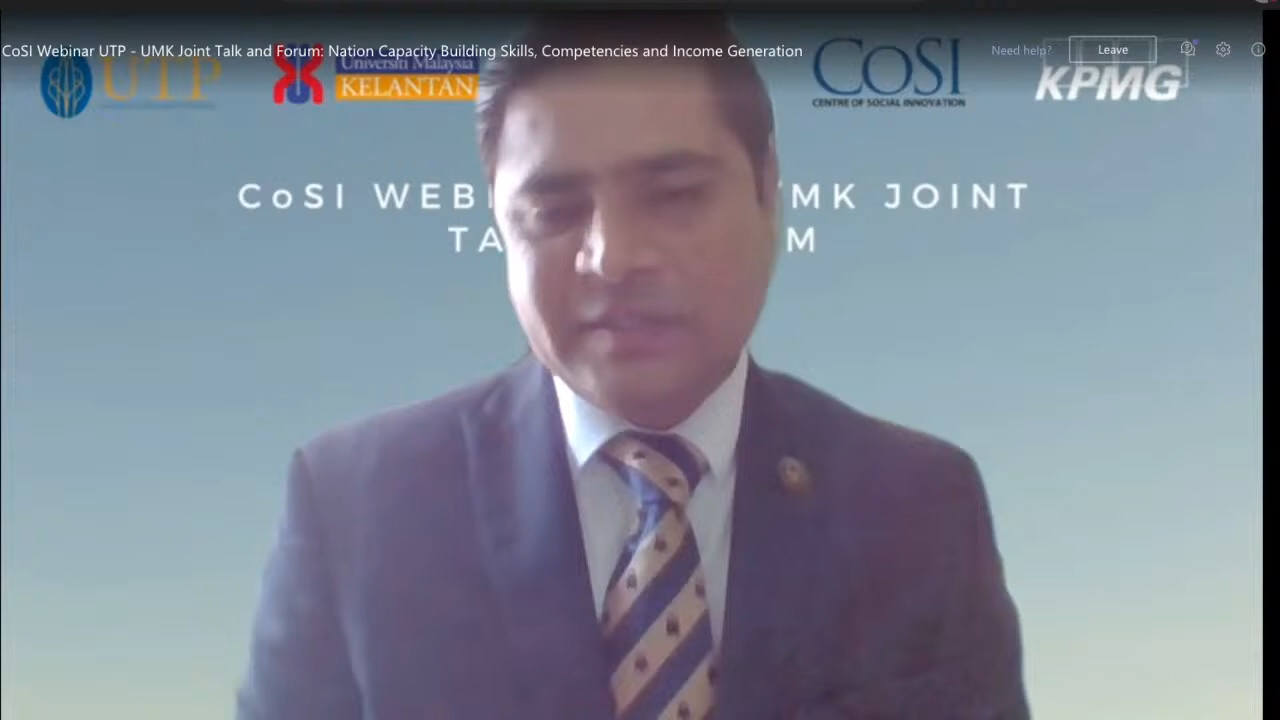 CoSI Webinar UTP - UMK Joint Talk and Forum: Nation Capacity Building Skills, Competencies and Income Generation
Need help?
Leave
UTP
Universiti Malaysia
KELANTAN
CoSI
CENTRE OF SOCIAL INNOVATION
KPMG
CoSI WEBI MK JOINT
TA M